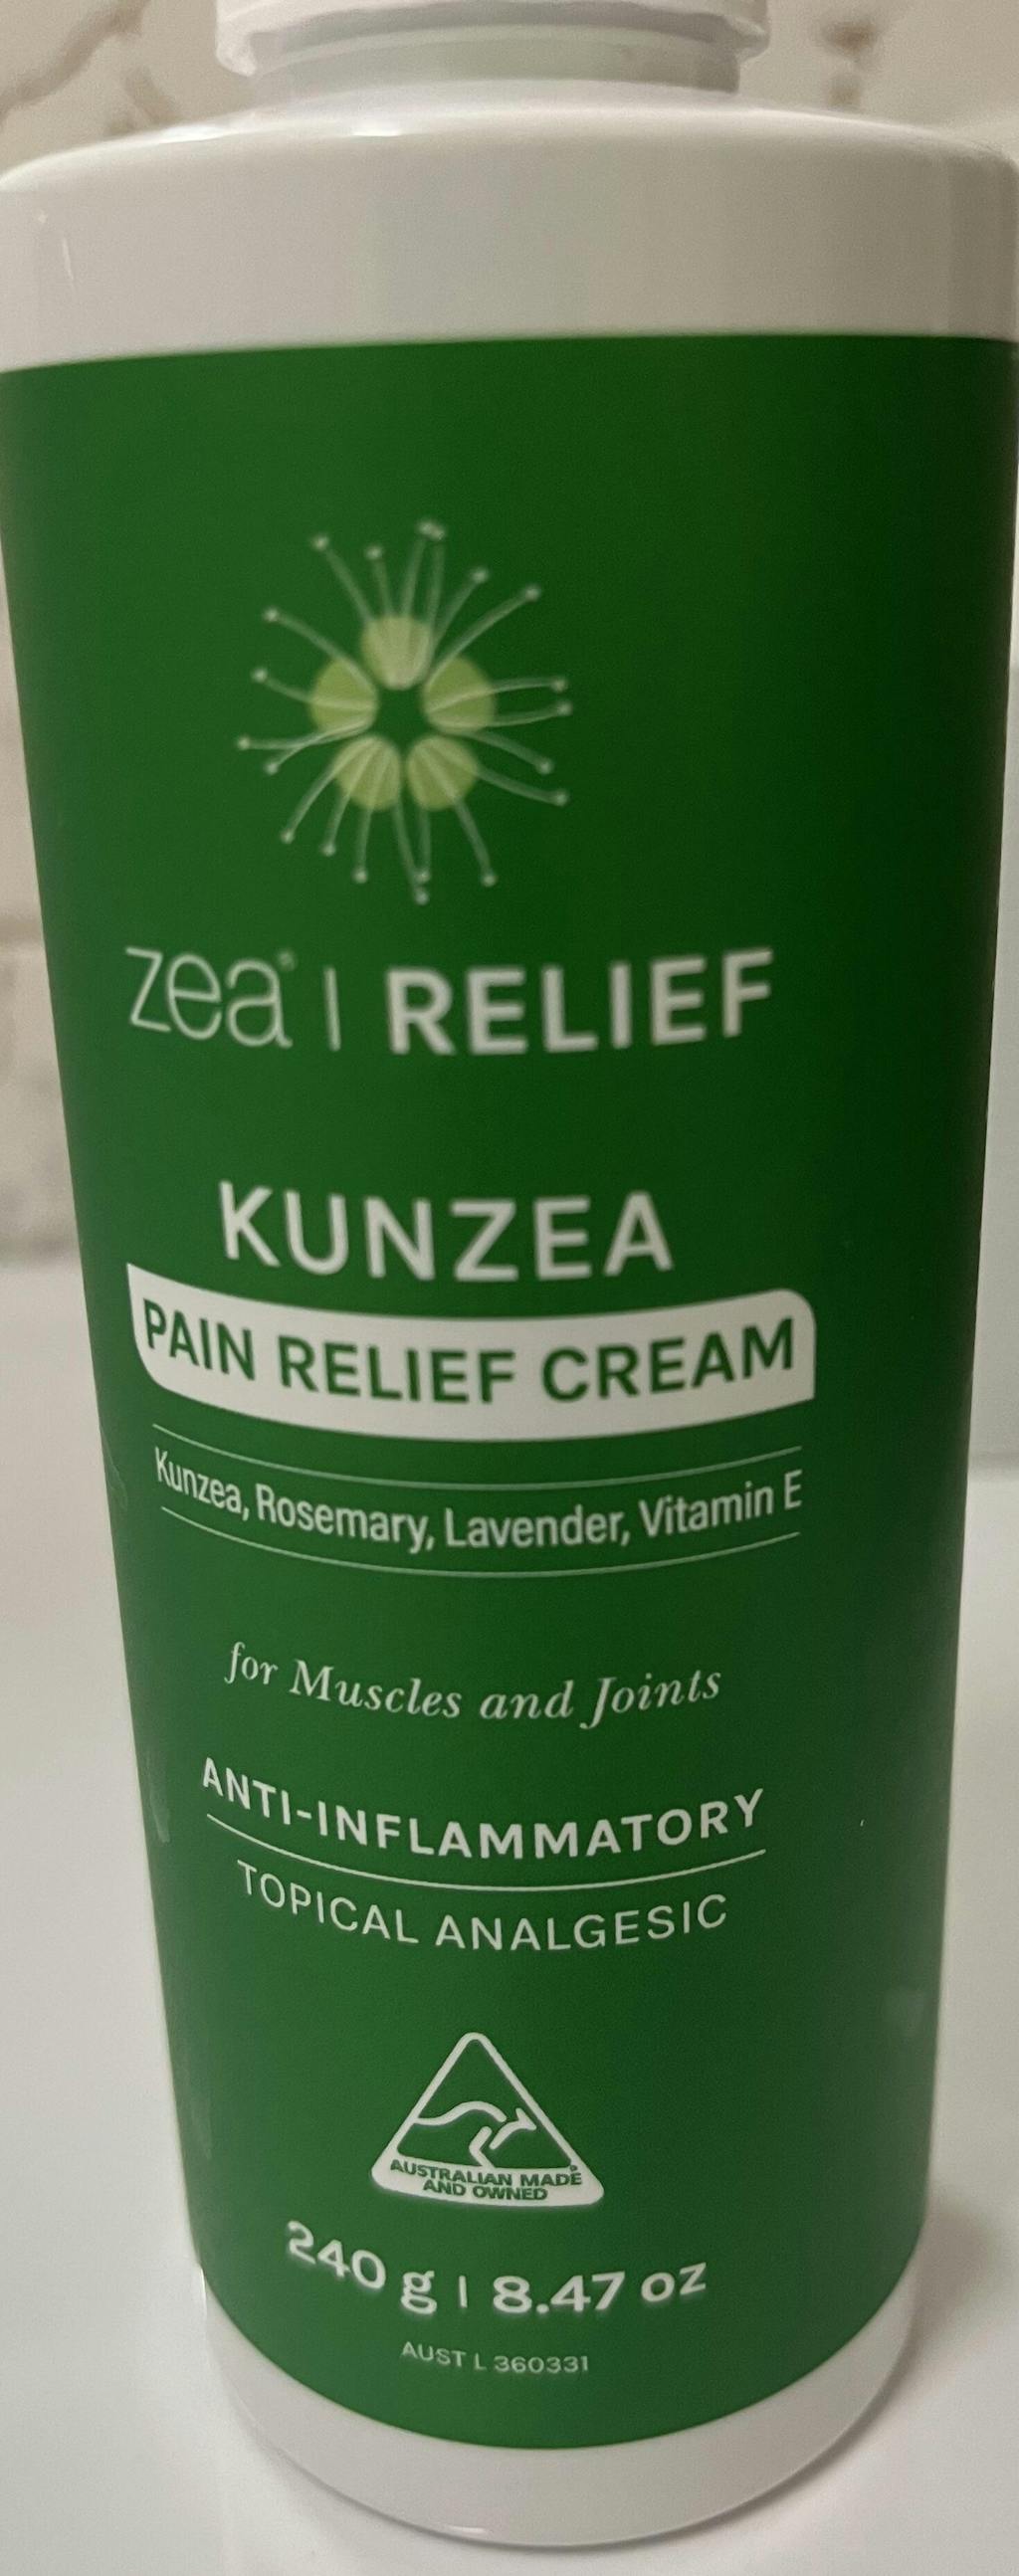 zea® | RELIEF
KUNZEA
PAIN RELIEF CREAM
Kunzea, Rosemary, Lavender, Vitamin E
for Muscles and Joints
ANTI-INFLAMMATORY
TOPICAL ANALGESIC
AUSTRALIAN MADE
AND OWNED
240 g | 8.47 oz
AUST L 360331